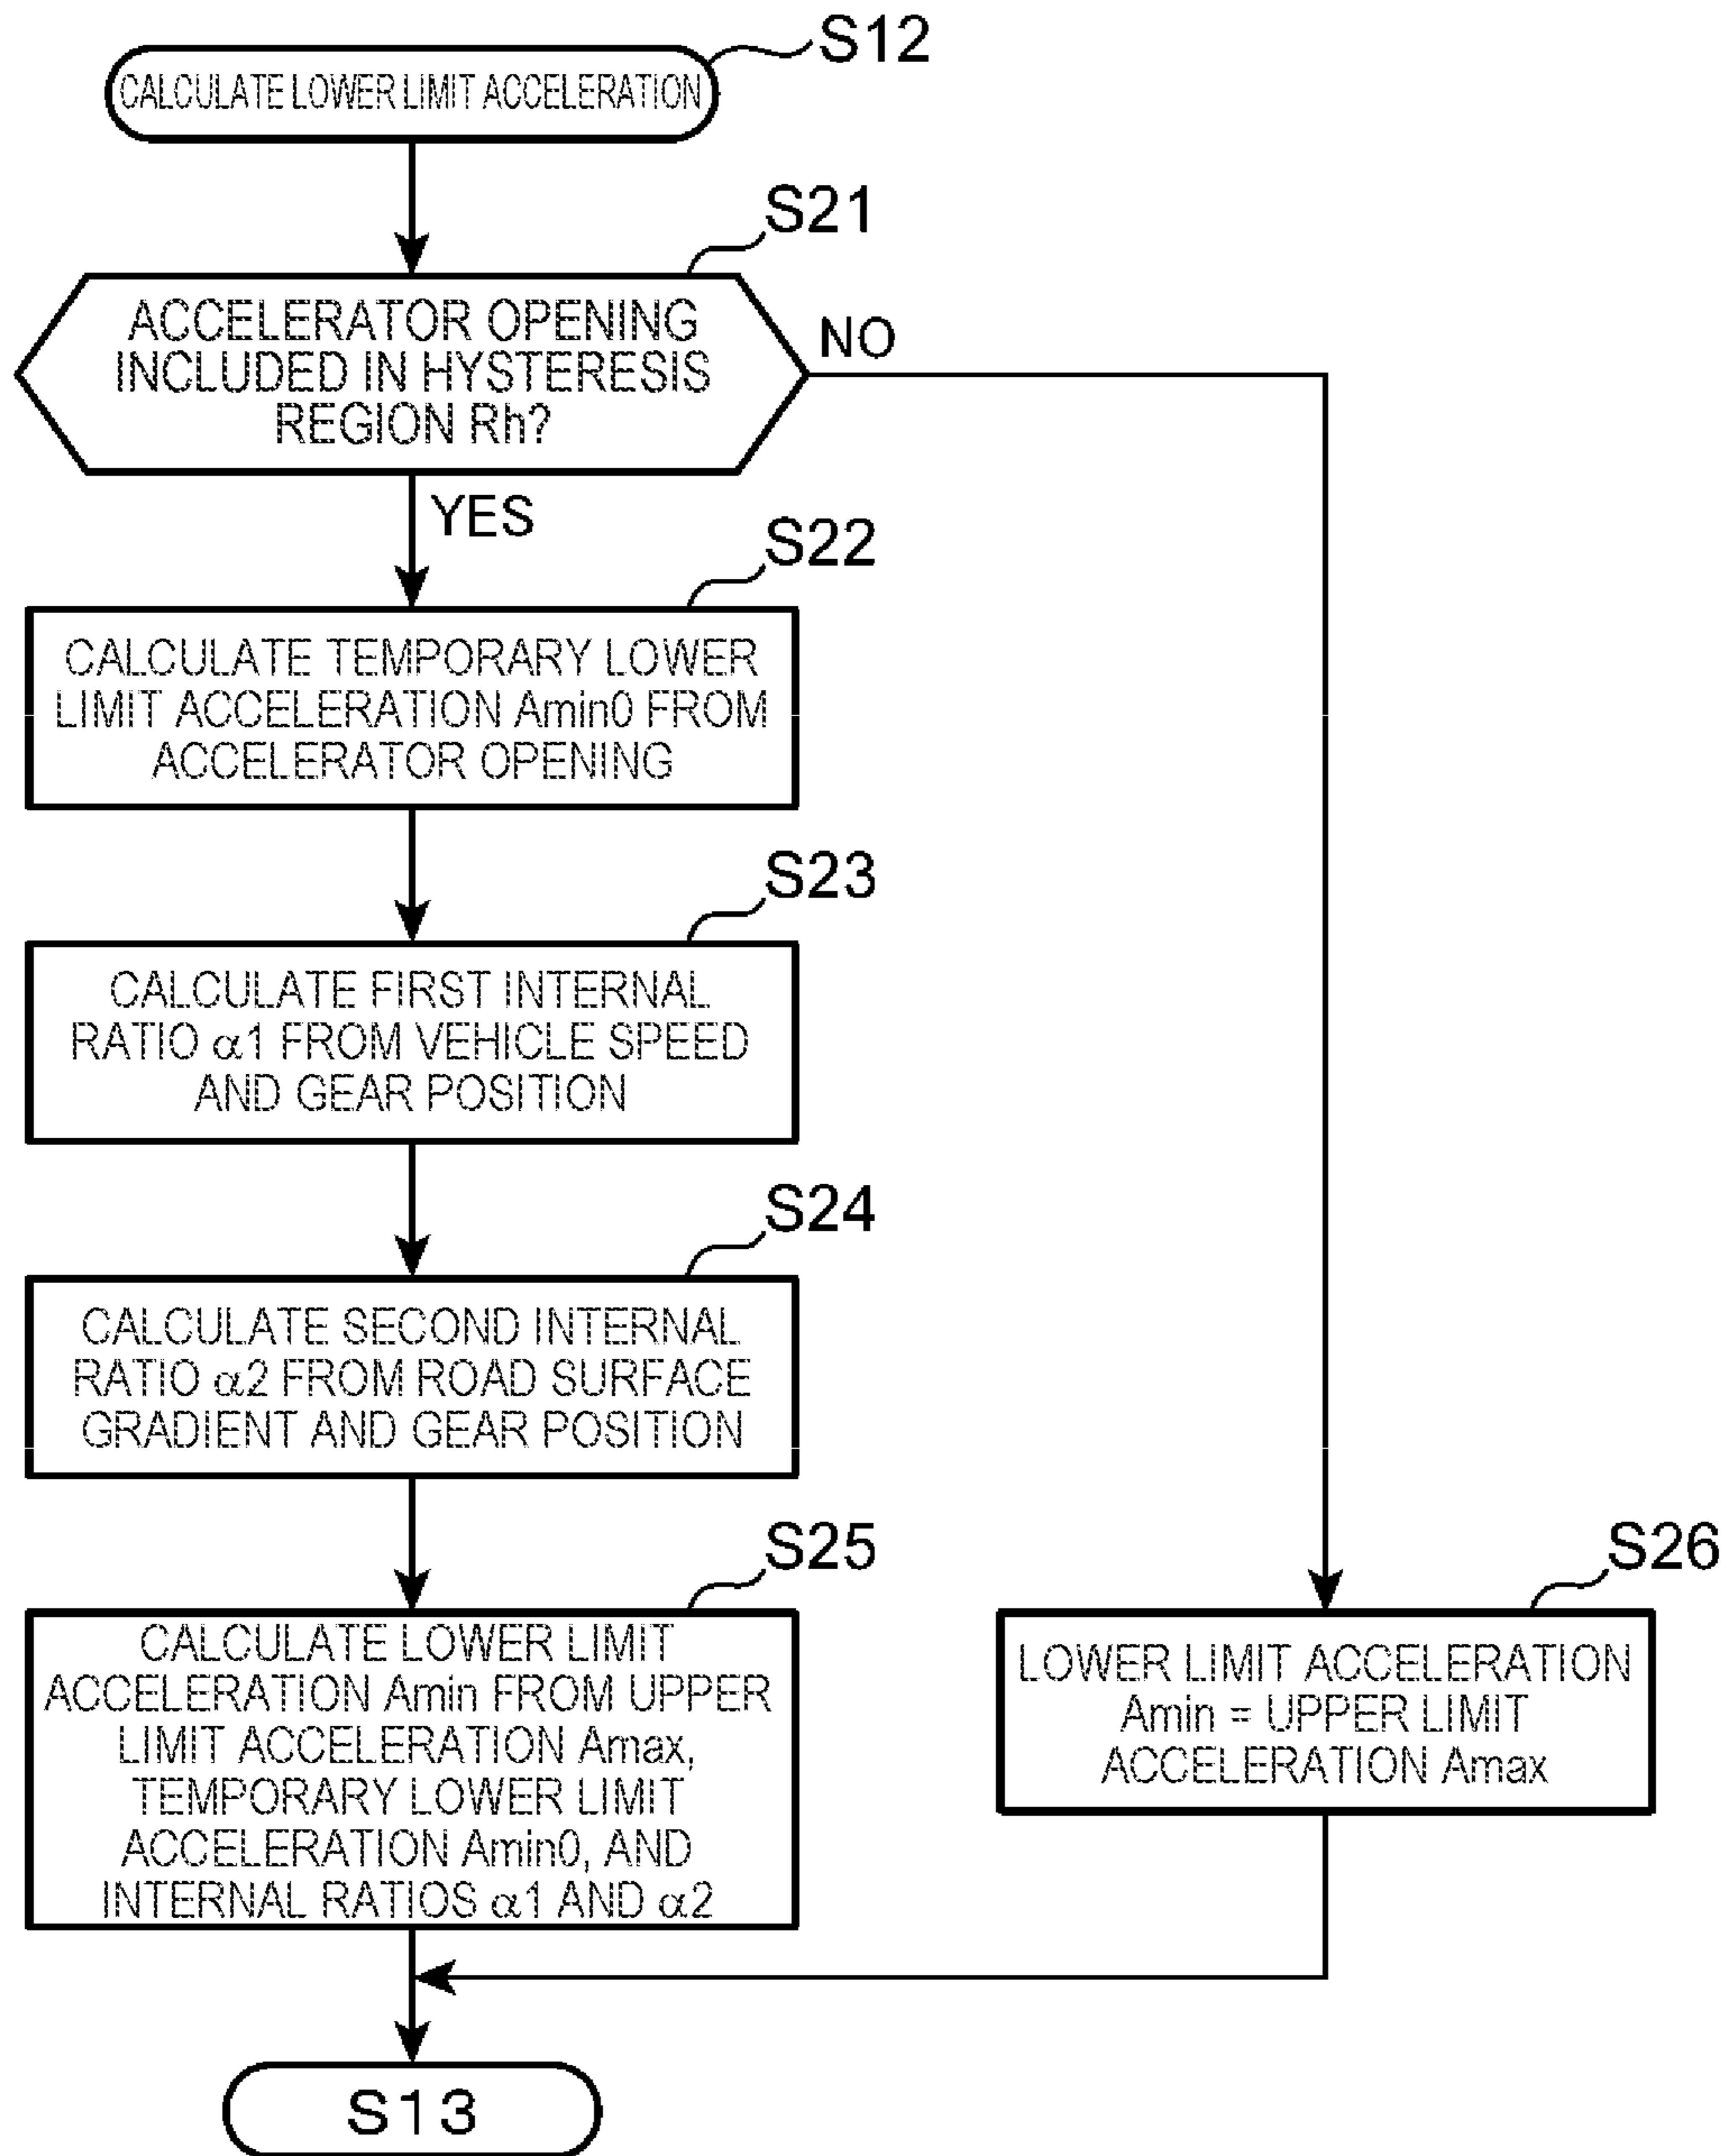 S12
CALCULATE LOWER LIMIT ACCELERATION
S21
ACCELERATOR OPENING
INCLUDED IN HYSTERESIS
REGION Rh?
NO
YES
S22
CALCULATE TEMPORARY LOWER
LIMIT ACCELERATION Amin0 FROM
ACCELERATOR OPENING
S23
CALCULATE FIRST INTERNAL
RATIO α1 FROM VEHICLE SPEED
AND GEAR POSITION
S24
CALCULATE SECOND INTERNAL
RATIO α2 FROM ROAD SURFACE
GRADIENT AND GEAR POSITION
S25
CALCULATE LOWER LIMIT
ACCELERATION Amin FROM UPPER
LIMIT ACCELERATION Amax,
TEMPORARY LOWER LIMIT
ACCELERATION Amin0, AND
INTERNAL RATIOS α1 AND α2
S26
LOWER LIMIT ACCELERATION
Amin = UPPER LIMIT
ACCELERATION Amax
S13